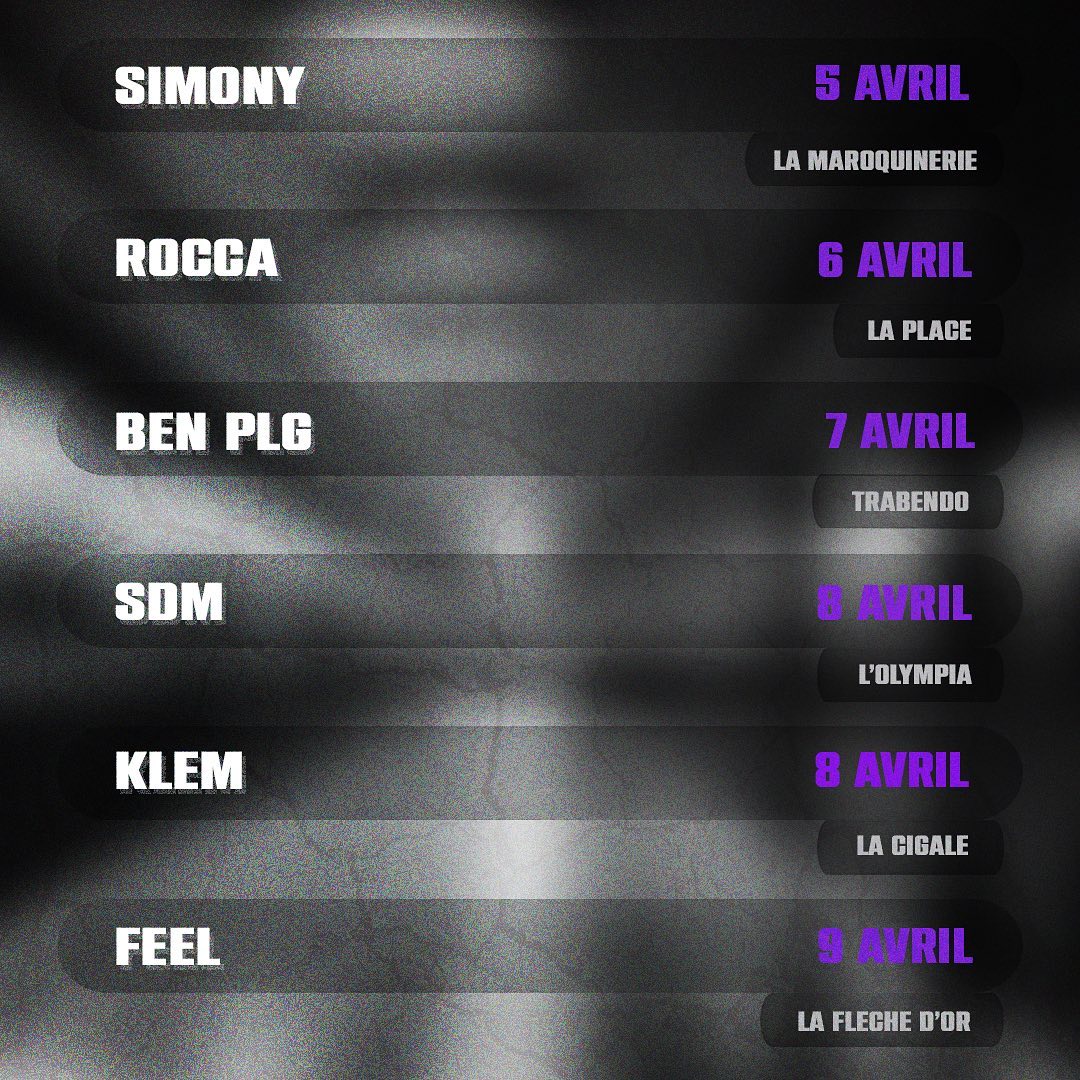 SIMONY
5 AVRIL
LA MAROQUINERIE
ROCCA
6 AVRIL
LA PLACE
BEN PLG
7 AVRIL
TRABENDO
SDM
8 AVRIL
L'OLYMPIA
KLEM
8 AVRIL
LA CIGALE
FEEL
9 AVRIL
LA FLECHE D'OR